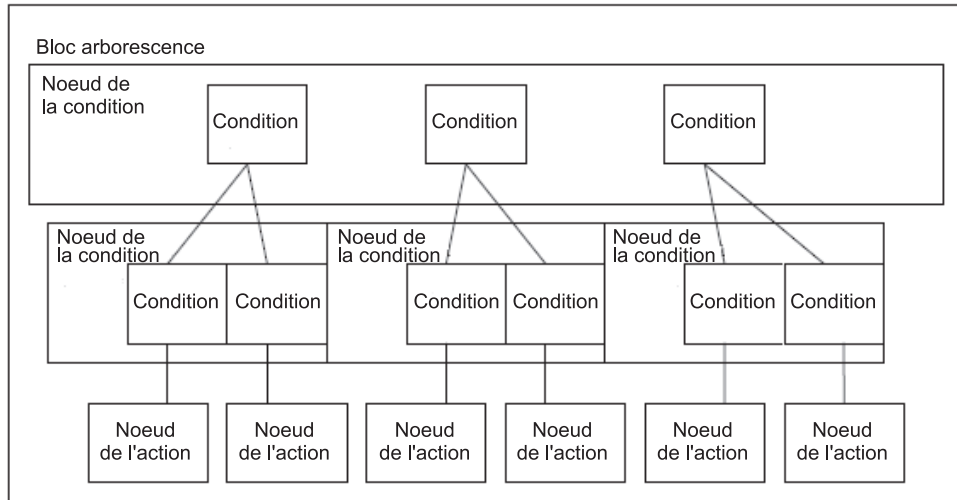 Bloc arborescence
Noeud de
la condition
Condition
Condition
Condition
Noeud de
la condition
Noeud de
la condition
Noeud de
la condition
Condition
Condition
Condition
Condition
Condition
Condition
Noeud
de l'action
Noeud
de l'action
Noeud
de l'action
Noeud
de l'action
Noeud
de l'action
Noeud
de l'action